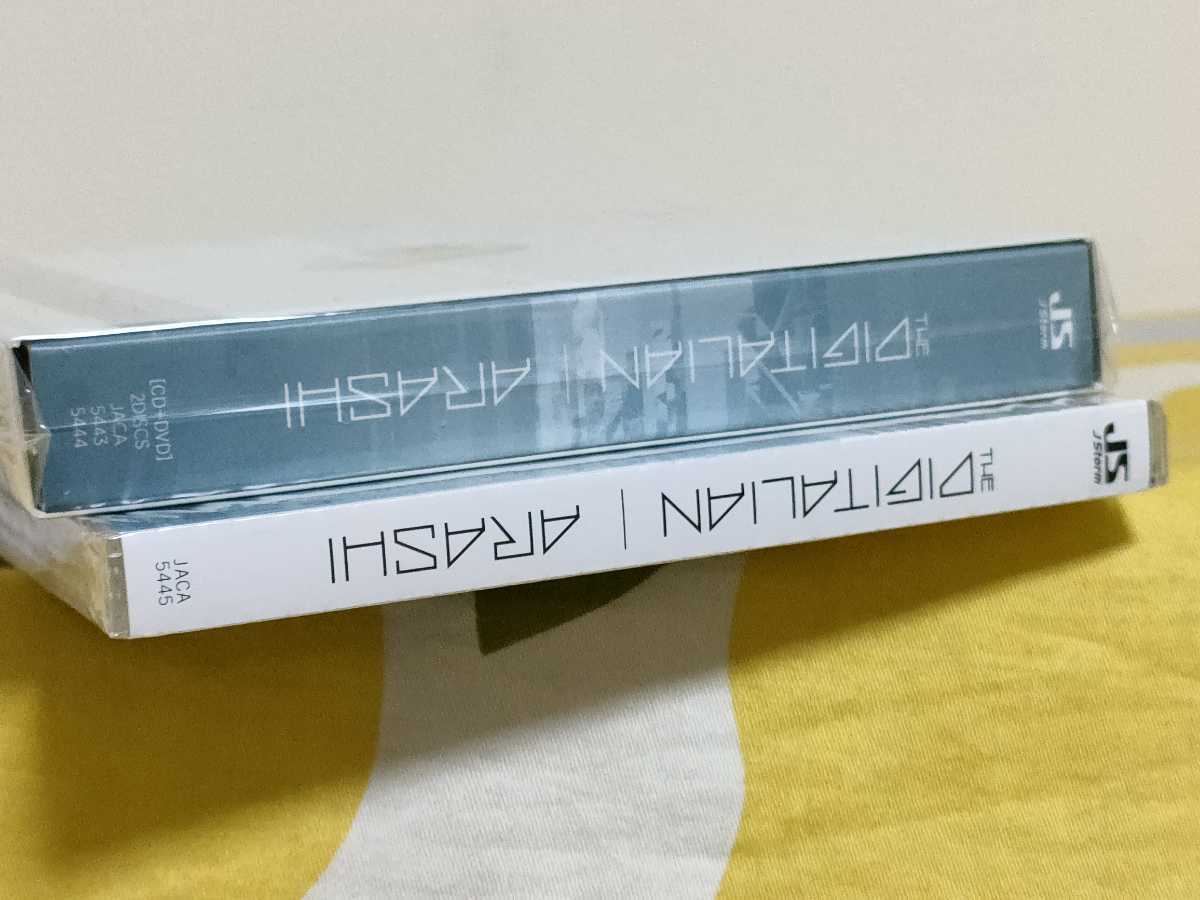 JS
J Storm
THE
DIGITALIAN | ARASHI
[CD+DVD]
2DISCS
JACA
5443
5444
JS
J Storm
THE
DIGITALIAN | ARASHI
JACA
5445